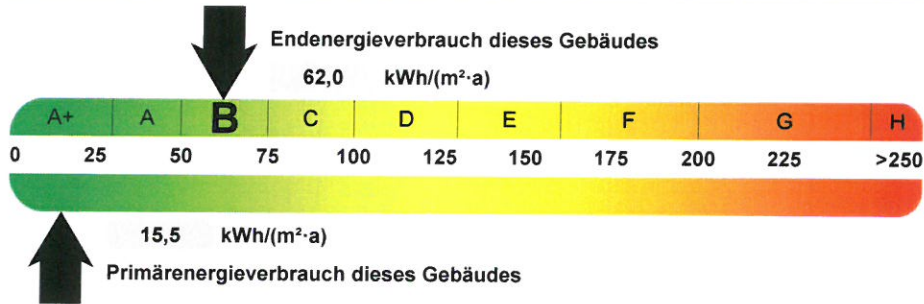 Endenergieverbrauch dieses Gebäudes
62,0 kWh/(m²·a)
A+ A B C D E F G H
0 25 50 75 100 125 150 175 200 225 >250
15,5 kWh/(m²·a)
Primärenergieverbrauch dieses Gebäudes